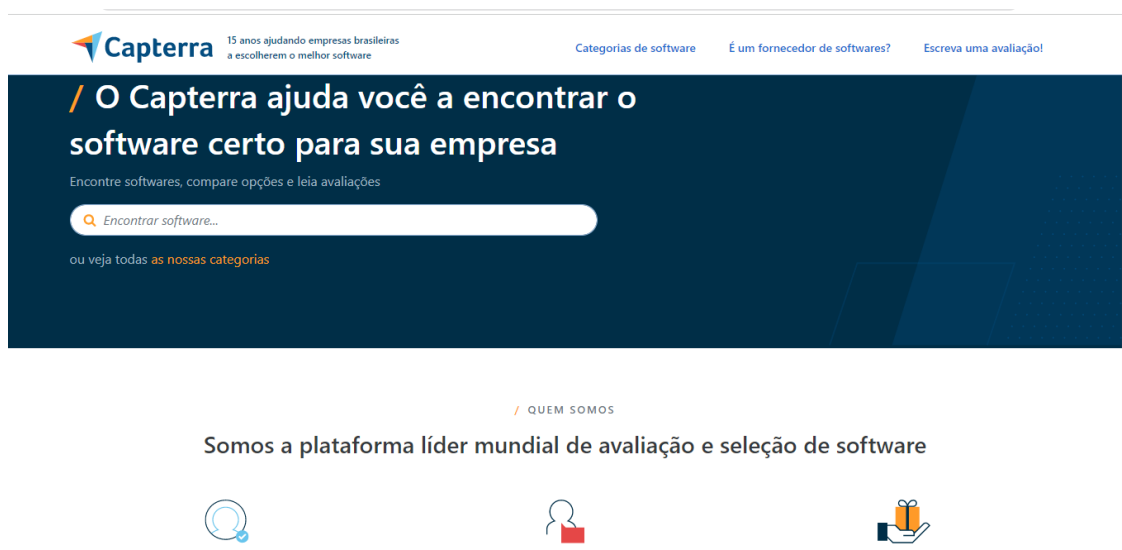 Capterra
15 anos ajudando empresas brasileiras
a escolherem o melhor software
Categorias de software
É um fornecedor de softwares?
Escreva uma avaliação!
/ O Capterra ajuda você a encontrar o
software certo para sua empresa
Encontre softwares, compare opções e leia avaliações
Encontrar software...
ou veja todas as nossas categorias
/ QUEM SOMOS
Somos a plataforma líder mundial de avaliação e seleção de software